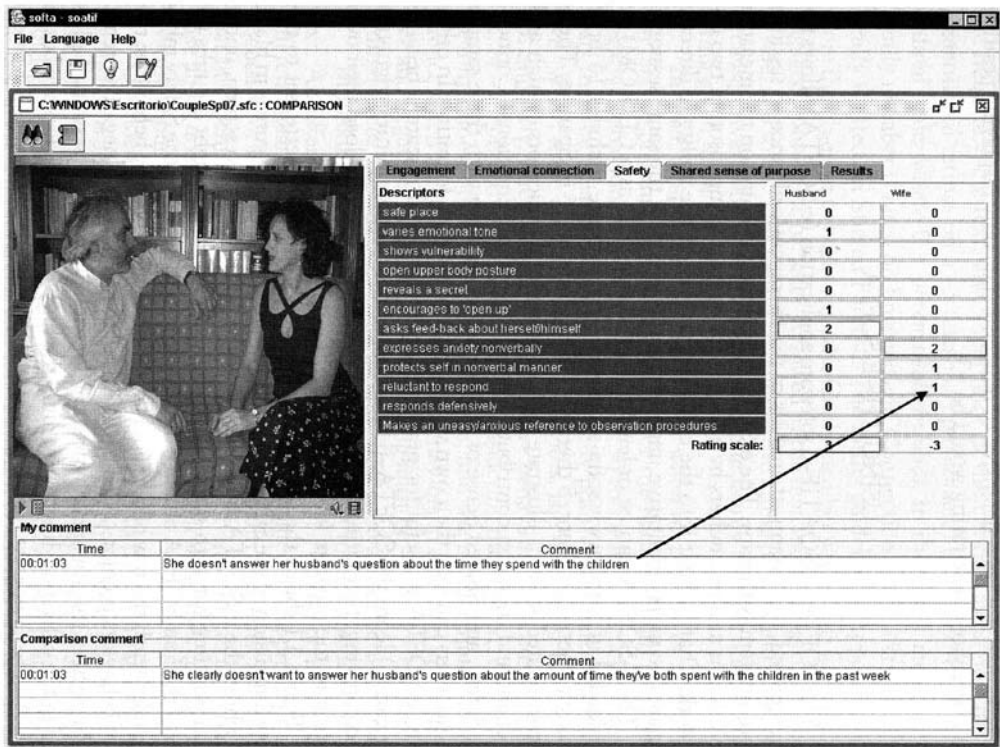 softa - soatif
File Language Help
C:\WINDOWS\Escritorio\CoupleSp07.sfc : COMPARISON
Engagement Emotional connection Safety Shared sense of purpose Results
Descriptors Husband Wife
safe place 0 0
varies emotional tone 1 0
shows vulnerability 0 0
open upper body posture 0 0
reveals a secret 0 0
encourages to 'open up' 1 0
asks feed-back about herself/himself 2 0
expresses anxiety nonverbally 0 2
protects self in nonverbal manner 0 1
reluctant to respond 0 1
responds defensively 0 0
Makes an uneasy/anxious reference to observation procedures 0 0
Rating scale: 3 -3
My comment
Time Comment
00:01:03 She doesn't answer her husband's question about the time they spend with the children
Comparison comment
Time Comment
00:01:03 She clearly doesn't want to answer her husband's question about the amount of time they've both spent with the children in the past week